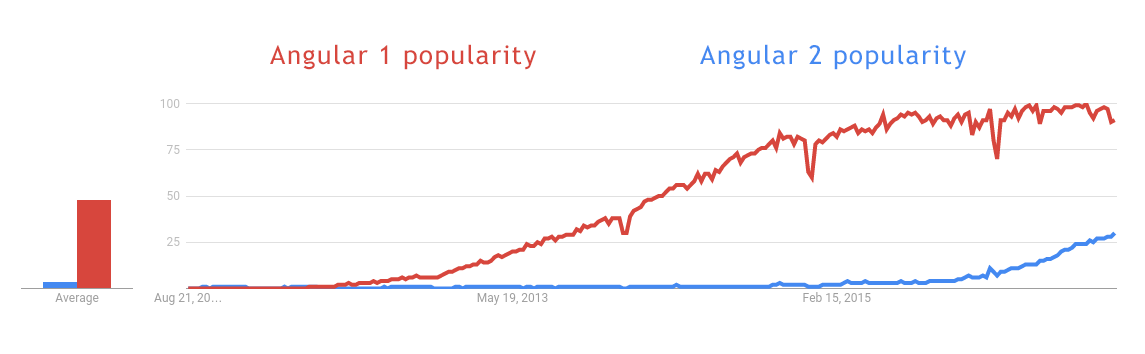 Angular 1 popularity Angular 2 popularity
100
75
50
25
Average Aug 21, 20... May 19, 2013 Feb 15, 2015